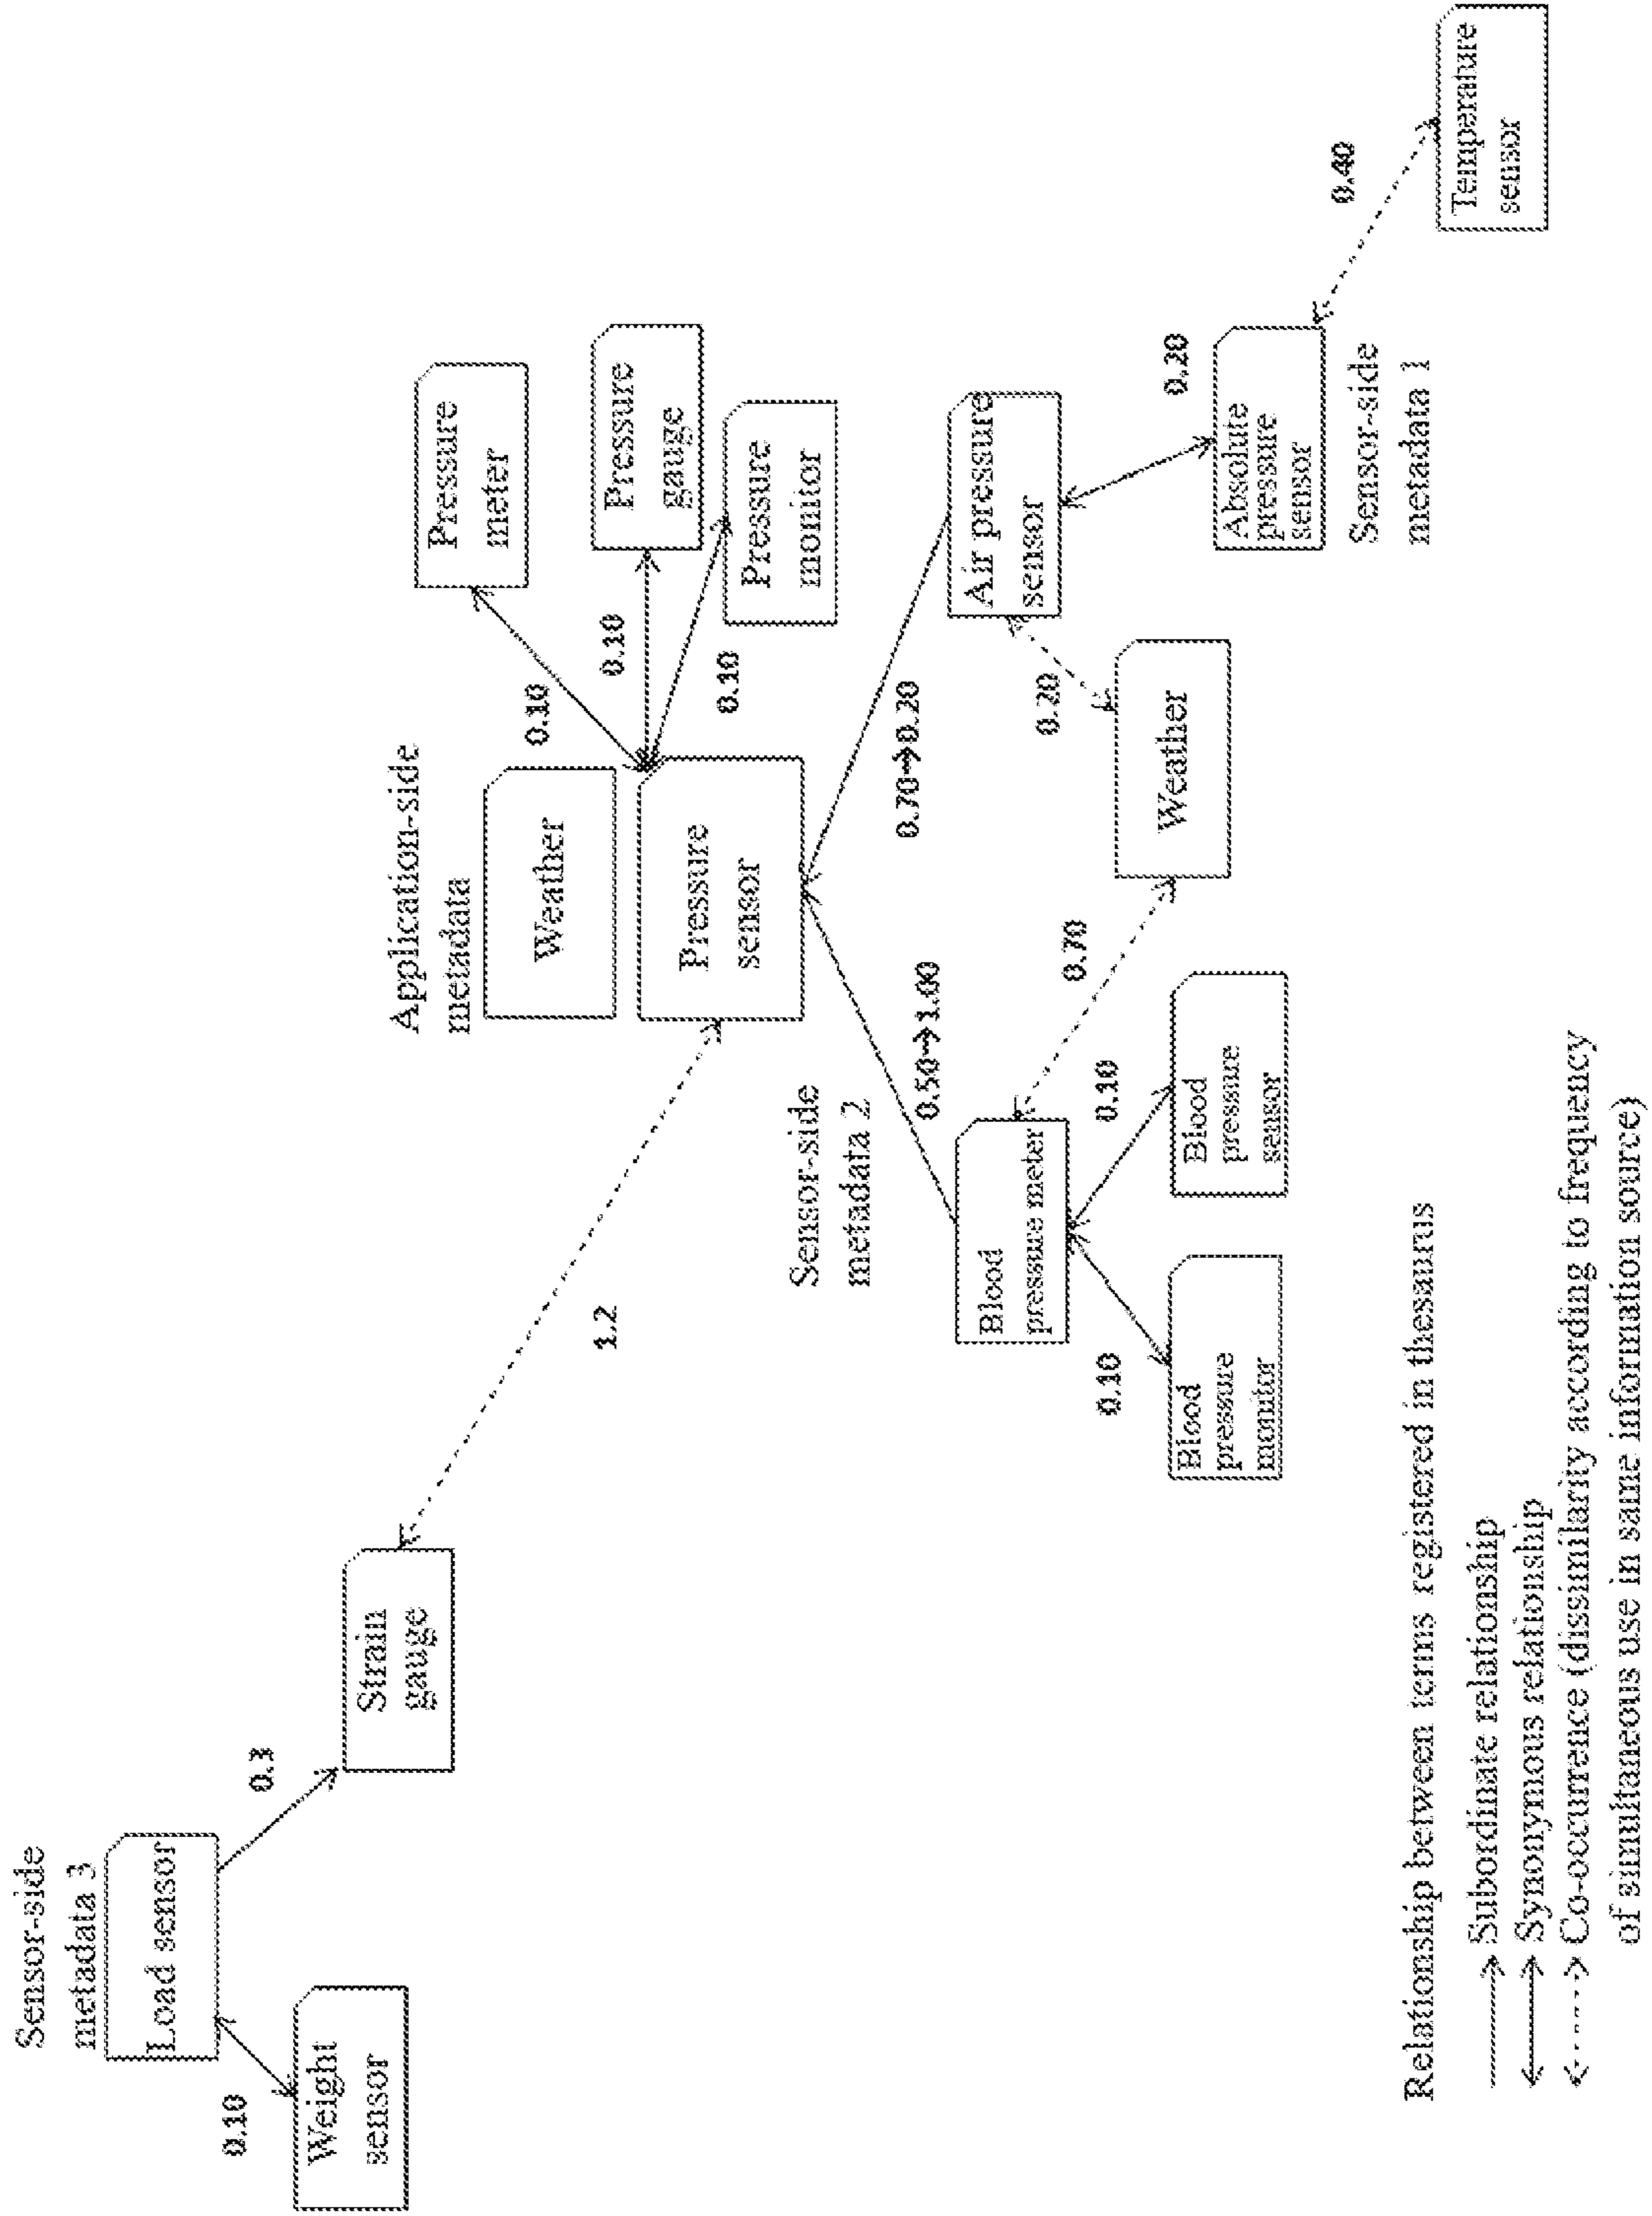 Sensor-side
metadata 3
Load sensor
0.10
Weight
sensor
0.3
Strain
gauge
1.2
Application-side
metadata
Weather
Pressure
sensor
0.10
Pressure
meter
0.10
Pressure
gauge
0.10
Pressure
monitor
Sensor-side
metadata 2
0.50→1.00
0.70→0.20
Blood
pressure meter
0.70
0.20
Air pressure
sensor
Weather
0.10
0.10
Blood
pressure
monitor
Blood
pressure
sensor
0.20
Absolute
pressure
sensor
Sensor-side
metadata 1
0.40
Temperature
sensor
Relationship between terms registered in thesaurus
Subordinate relationship
Synonymous relationship
Co-occurrence (dissimilarity according to frequency
of simultaneous use in same information source)